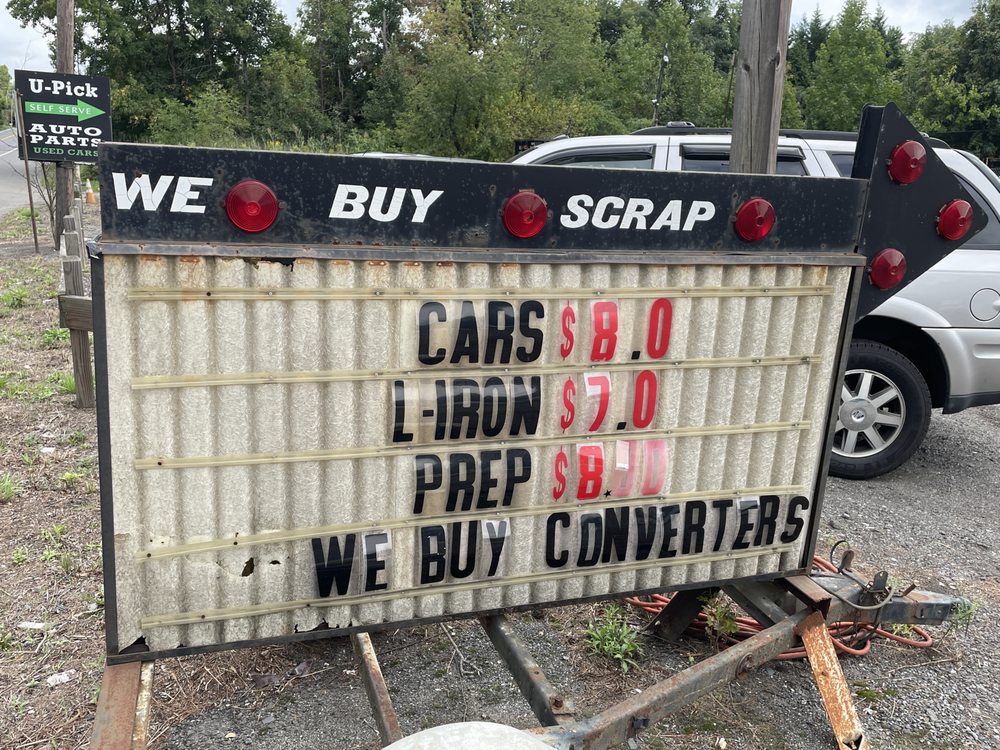 U-Pick
SELF SERVE
AUTO
PARTS
USED CARS
WE BUY SCRAP
CARS $8.0
L-IRON $7.0
PREP $8.
WE BUY CONVERTERS